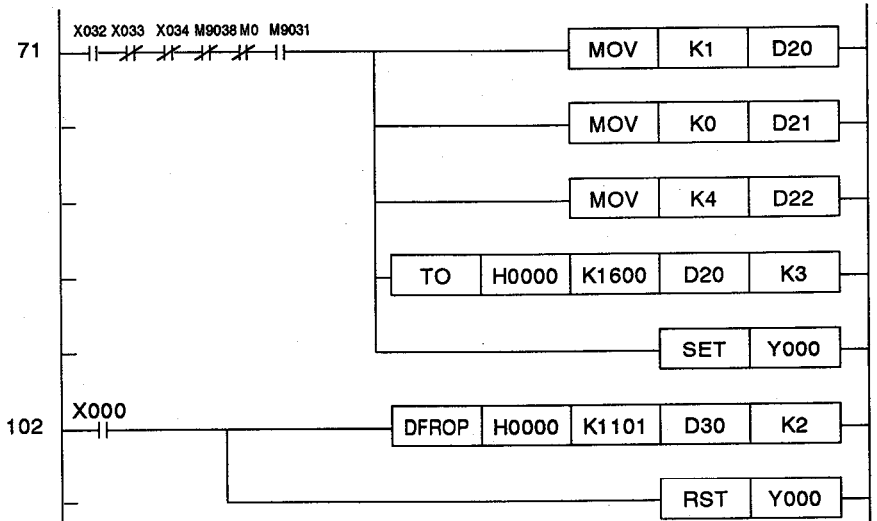 X032 X033 X034 M9038 M0 M9031
71 MOV K1 D20
MOV K0 D21
MOV K4 D22
TO H0000 K1600 D20 K3
SET Y000
X000
102 DFROP H0000 K1101 D30 K2
RST Y000